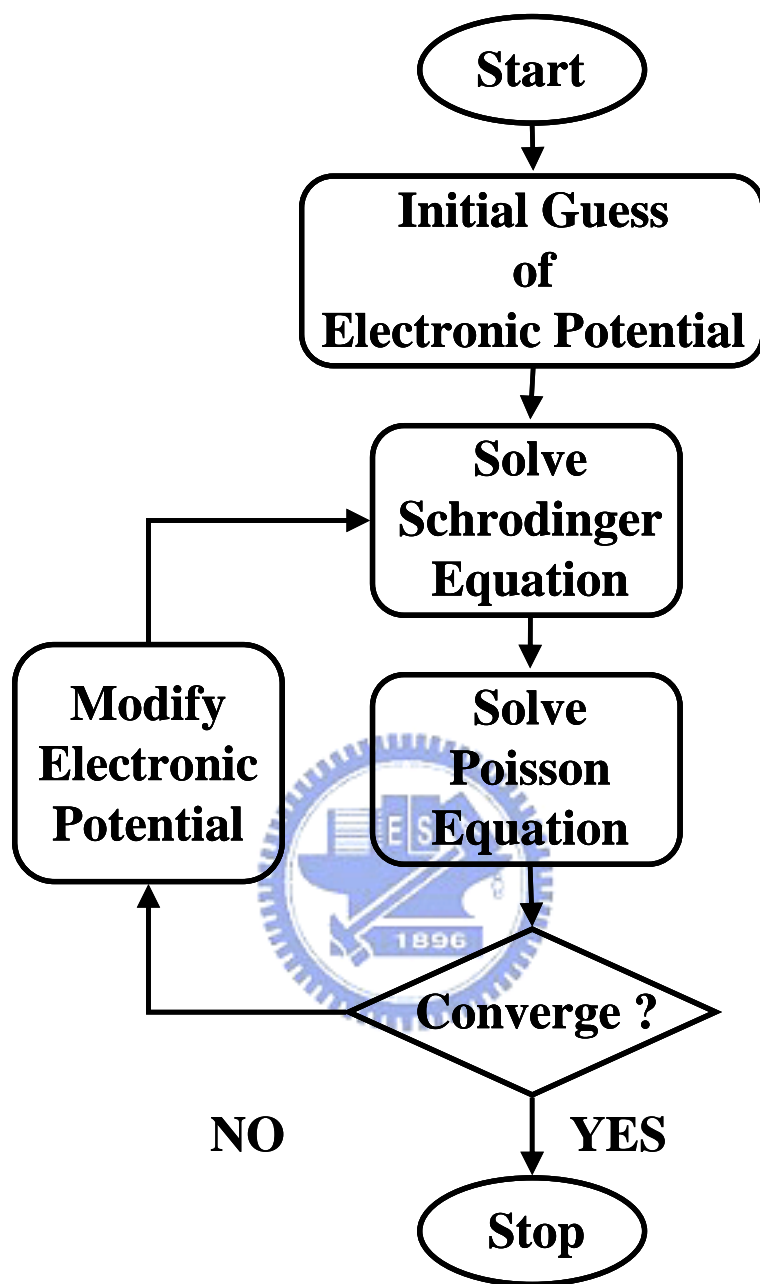 Start
Initial Guess
of
Electronic Potential
Solve
Schrodinger
Equation
Modify
Electronic
Potential
Solve
Poisson
Equation
E S
1896
Converge ?
NO
YES
Stop